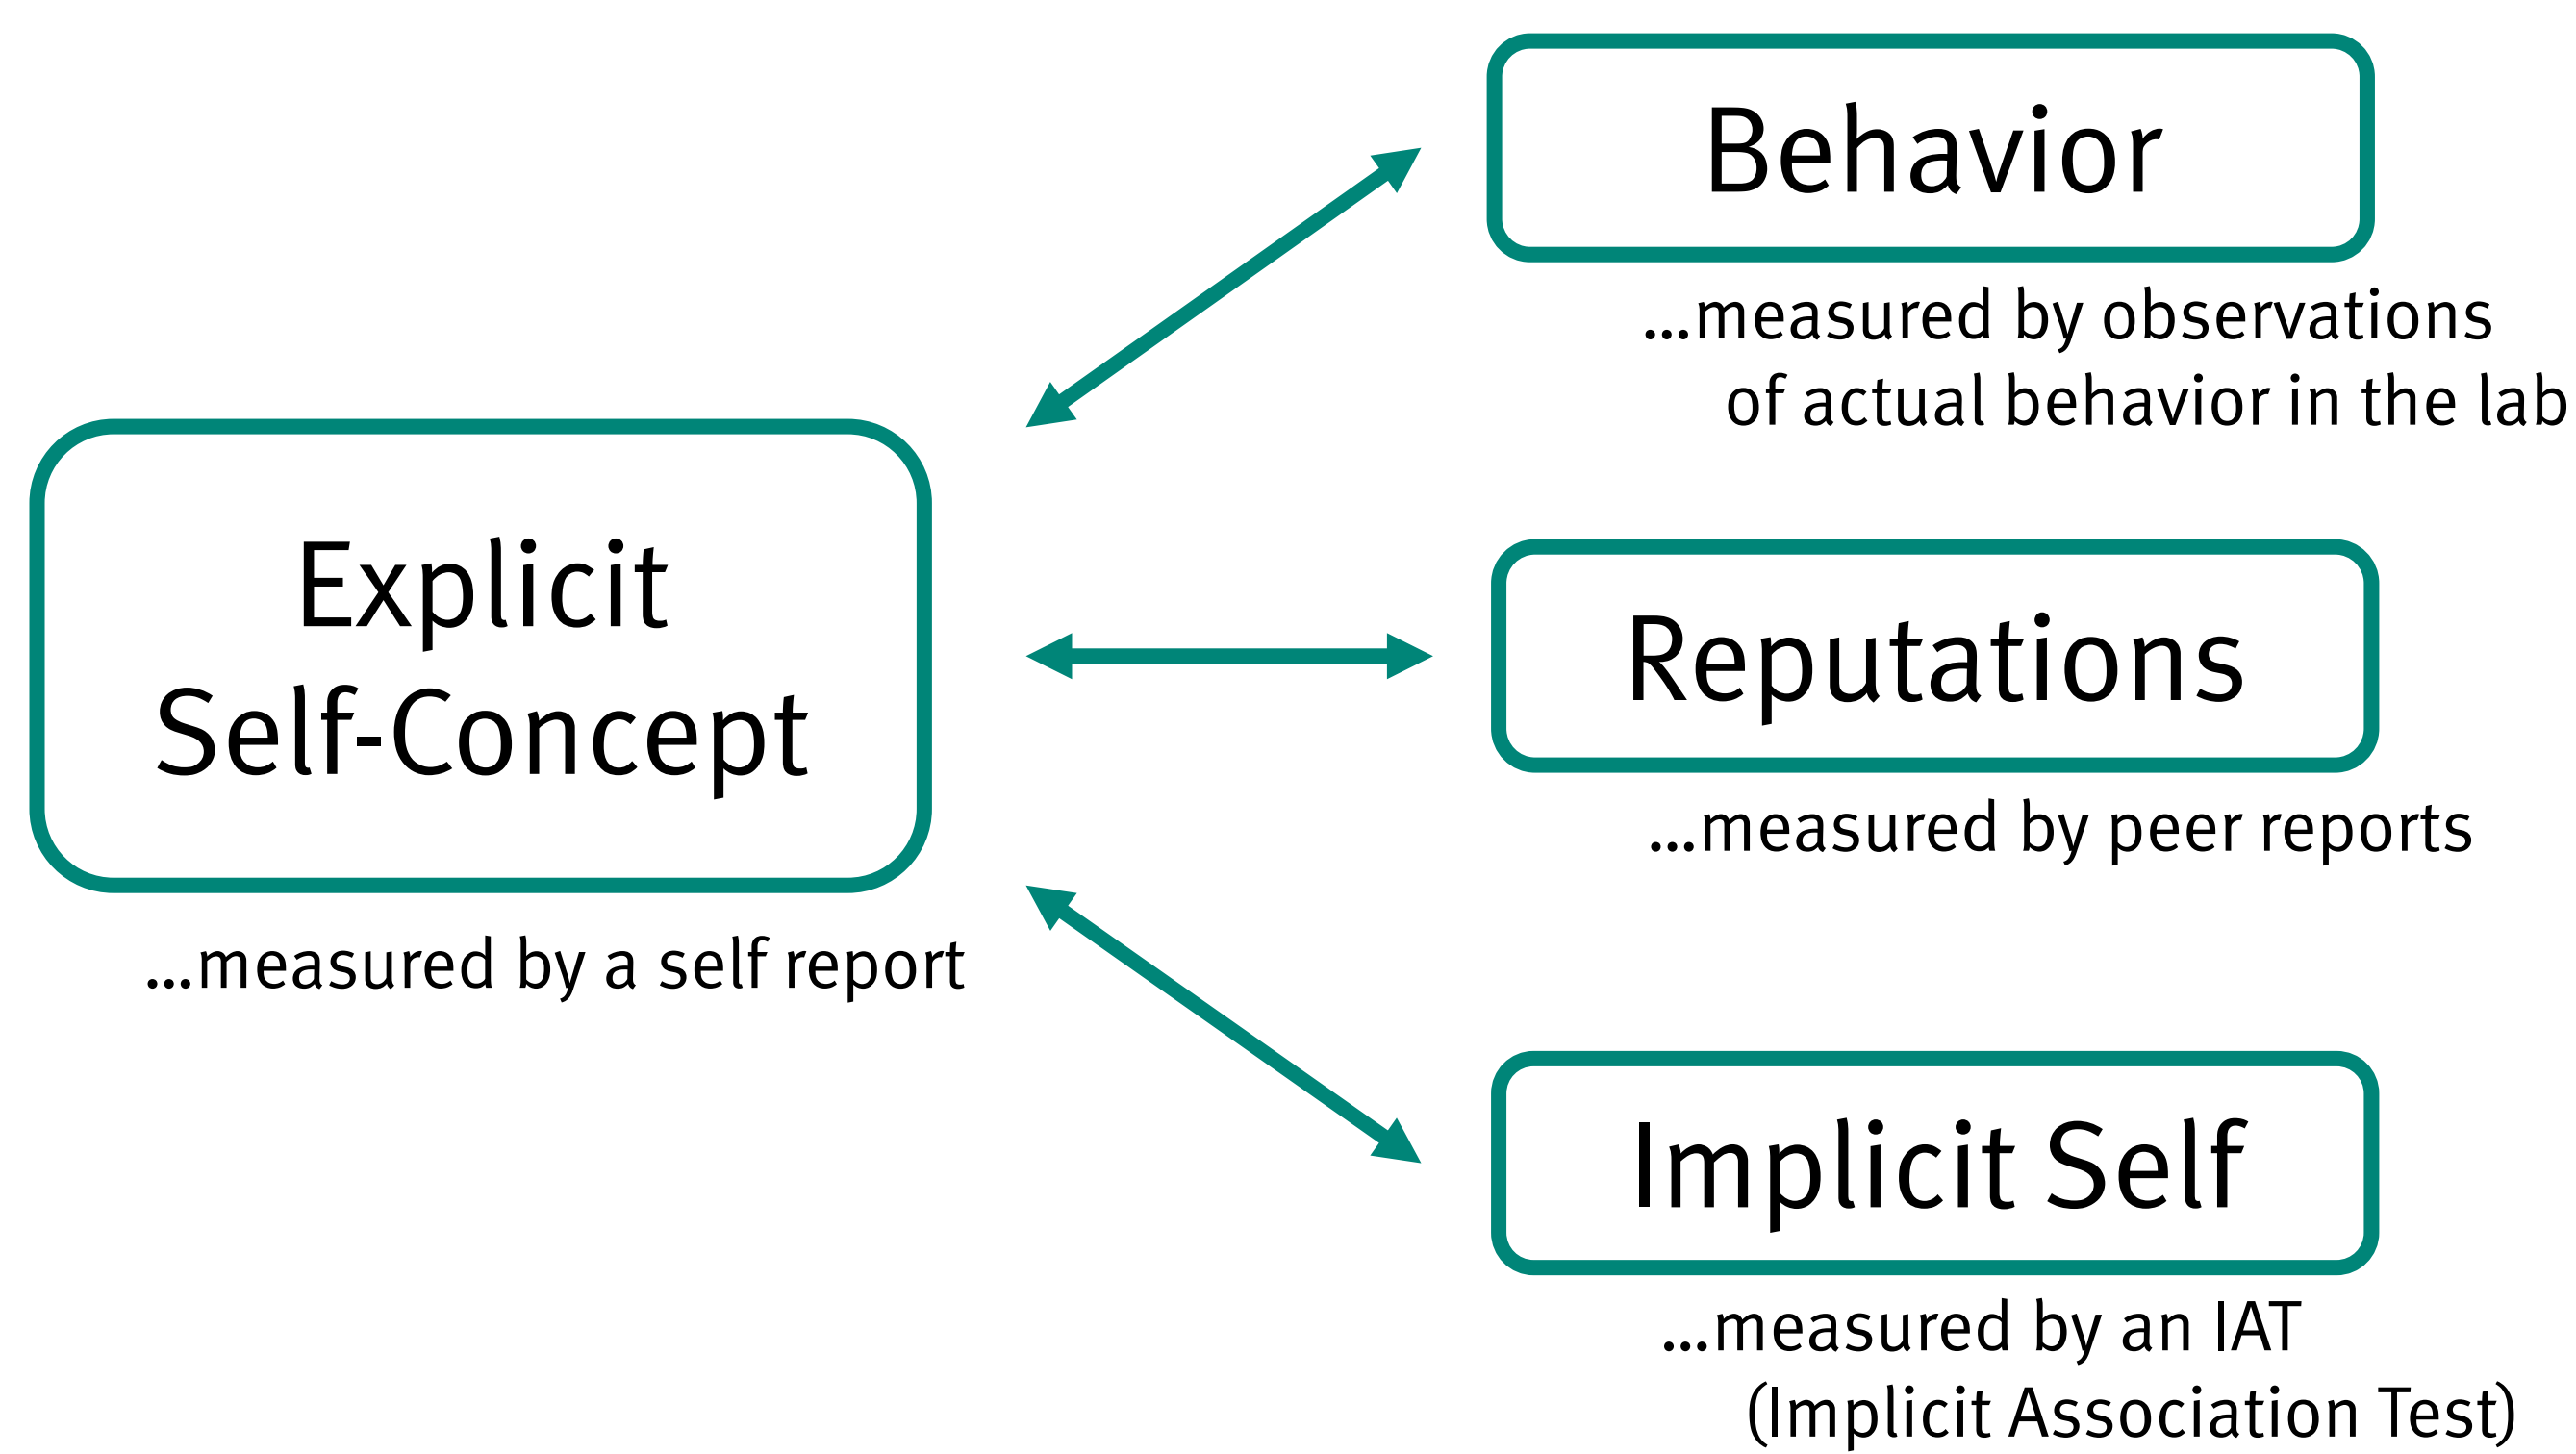 Explicit
Self-Concept
...measured by a self report
Behavior
...measured by observations
of actual behavior in the lab
Reputations
...measured by peer reports
Implicit Self
...measured by an IAT
(Implicit Association Test)